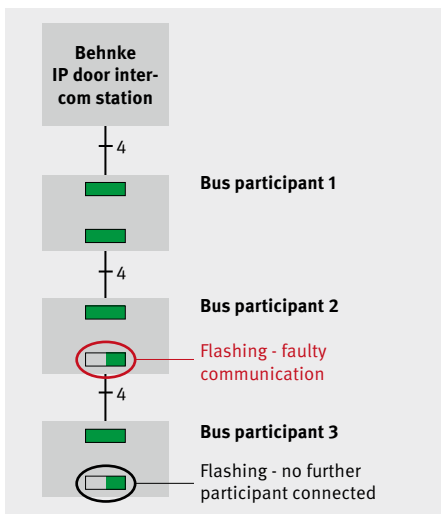 Behnke
IP door inter-
com station
4
Bus participant 1
4
Bus participant 2
Flashing - faulty
communication
4
Bus participant 3
Flashing - no further
participant connected